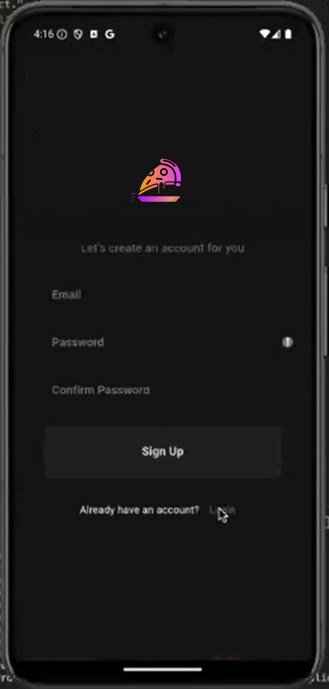 4:16
Let's create an account for you
Email
Password
Confirm Password
Sign Up
Already have an account? Login